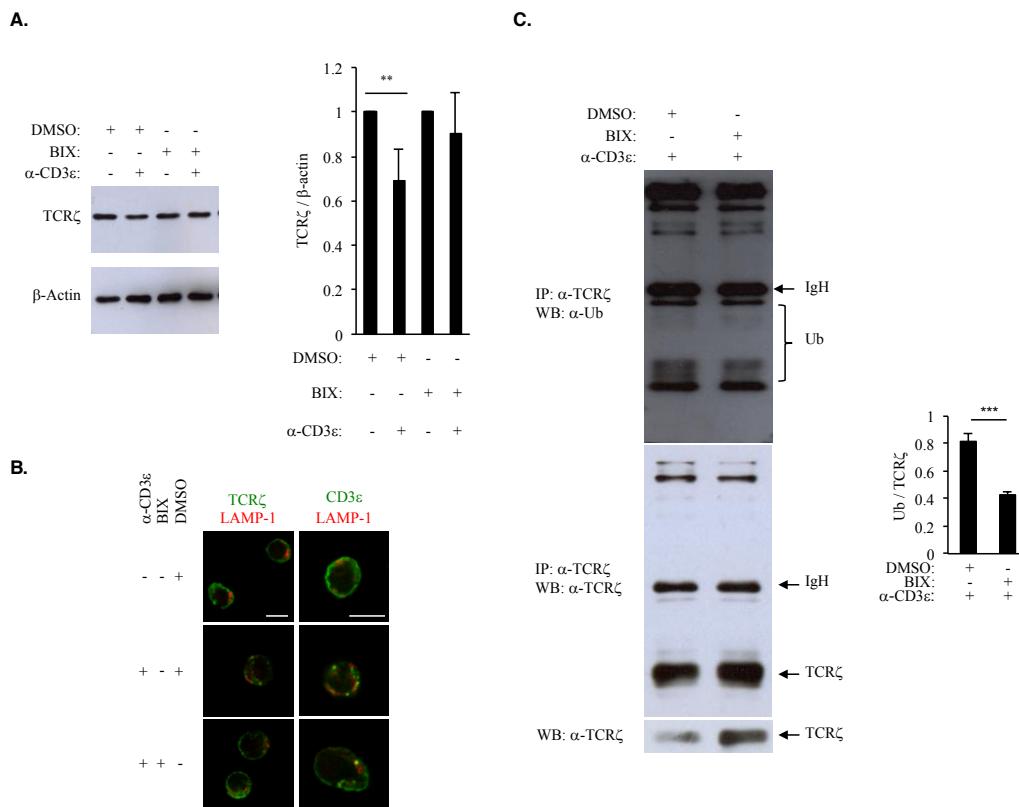 A.
DMSO: + + - -
BIX: - - + +
α-CD3ε: - + - +
TCRζ
β-Actin
1.2
1
0.8
0.6
0.4
0.2
0
TCRζ / β-actin
**
DMSO: + + - -
BIX: - - + +
α-CD3ε: - + - +
B.
α-CD3ε
BIX
DMSO
TCRζ
LAMP-1
CD3ε
LAMP-1
- - +
+ - +
+ + -
C.
DMSO: + -
BIX: - +
α-CD3ε: + +
IP: α-TCRζ
WB: α-Ub
IgH
Ub
IP: α-TCRζ
WB: α-TCRζ
IgH
TCRζ
WB: α-TCRζ
TCRζ
1
0.8
0.6
0.4
0.2
0
Ub / TCRζ
***
DMSO: + -
BIX: - +
α-CD3ε: + +